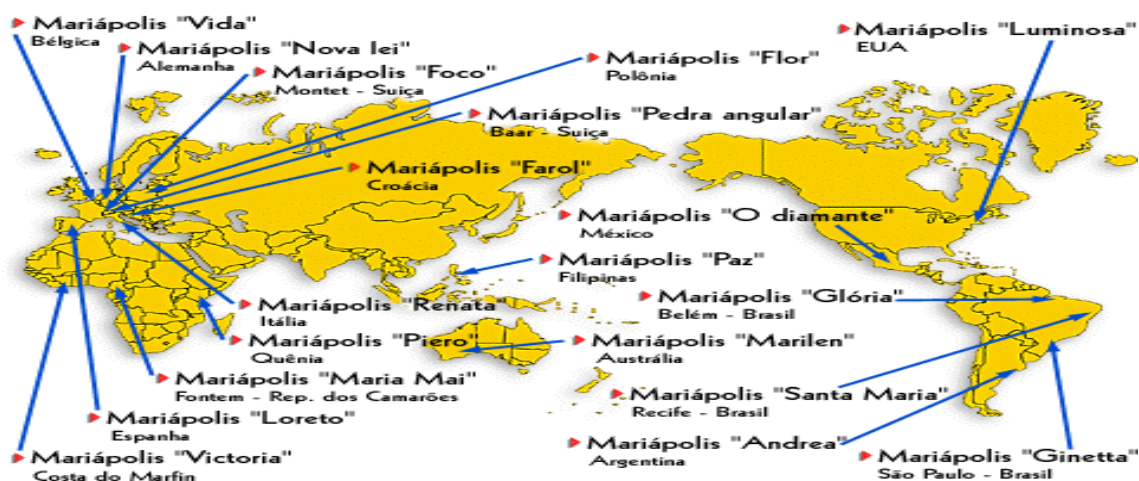 Mariápolis "Vida"
Bélgica
Mariápolis "Nova lei"
Alemanha
Mariápolis "Foco"
Montet - Suiça
Mariápolis "Flor"
Polônia
Mariápolis "Luminosa"
EUA
Mariápolis "Pedra angular"
Baar - Suiça
Mariápolis "Farol"
Croácia
Mariápolis "O diamante"
México
Mariápolis "Paz"
Filipinas
Mariápolis "Renata"
Itália
Mariápolis "Glória"
Belém - Brasil
Mariápolis "Piero"
Quênia
Mariápolis "Marilen"
Austrália
Mariápolis "Maria Mai"
Fontem - Rep. dos Camarões
Mariápolis "Santa Maria"
Recife - Brasil
Mariápolis "Loreto"
Espanha
Mariápolis "Andrea"
Argentina
Mariápolis "Victoria"
Costa do Marfin
Mariápolis "Ginetta"
São Paulo - Brasil